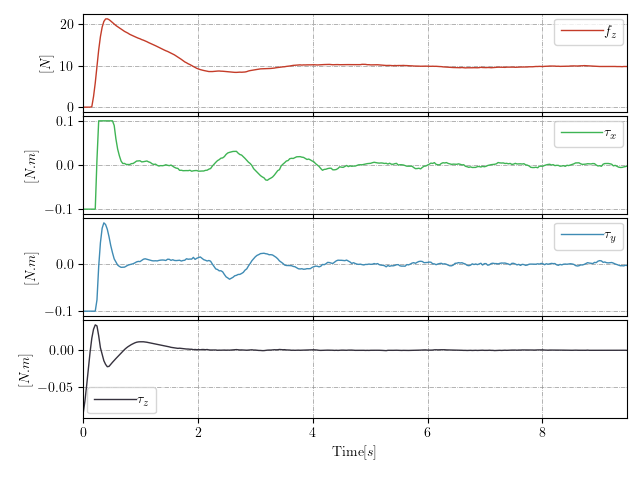 20
10
0
[N]
f_z
0.1
0.0
−0.1
[N.m]
τ_x
0.0
−0.1
[N.m]
τ_y
0.00
−0.05
[N.m]
τ_z
0 2 4 6 8
Time[s]